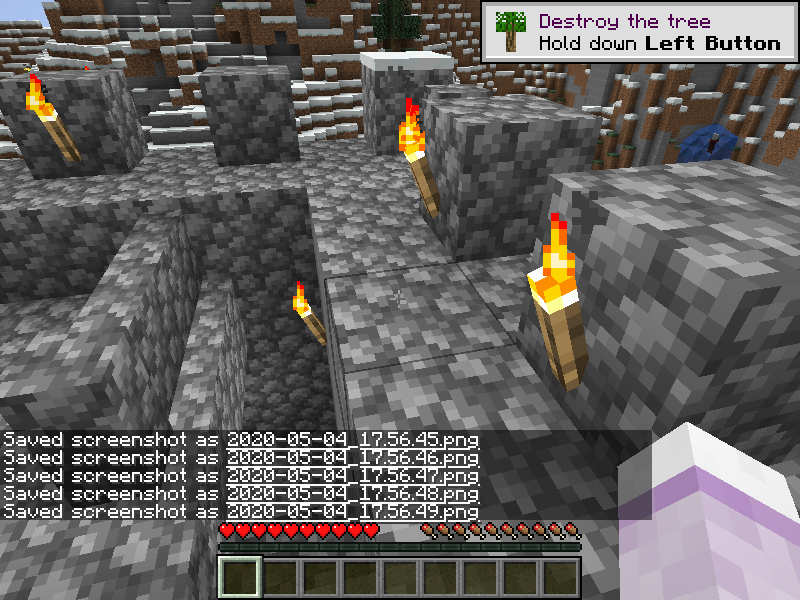 Destroy the tree
Hold down Left Button
Saved screenshot as 2020-05-04_17.56.45.png
Saved screenshot as 2020-05-04_17.56.46.png
Saved screenshot as 2020-05-04_17.56.47.png
Saved screenshot as 2020-05-04_17.56.48.png
Saved screenshot as 2020-05-04_17.56.49.png